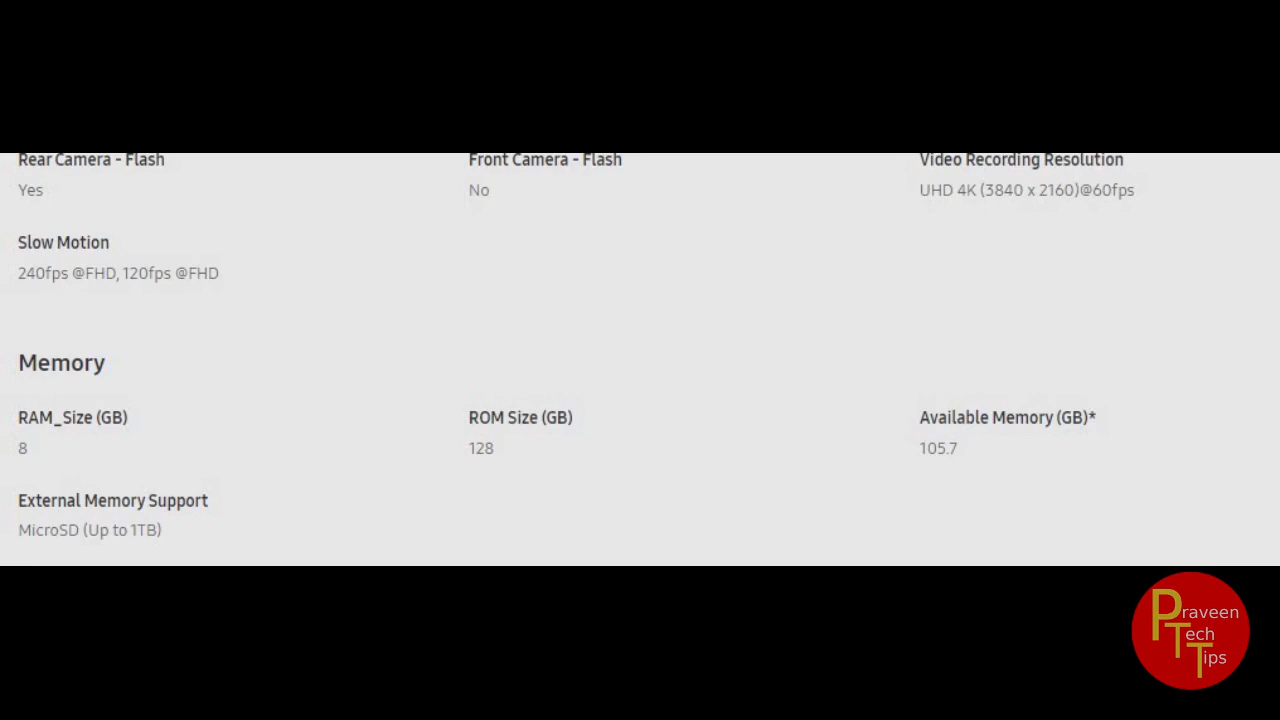 Rear Camera - Flash
Front Camera - Flash
Video Recording Resolution
Yes
No
UHD 4K (3840 x 2160)@60fps
Slow Motion
240fps @FHD, 120fps @FHD
Memory
RAM_Size (GB)
ROM Size (GB)
Available Memory (GB)*
8
128
105.7
External Memory Support
MicroSD (Up to 1TB)
Praveen
Tech
Tips